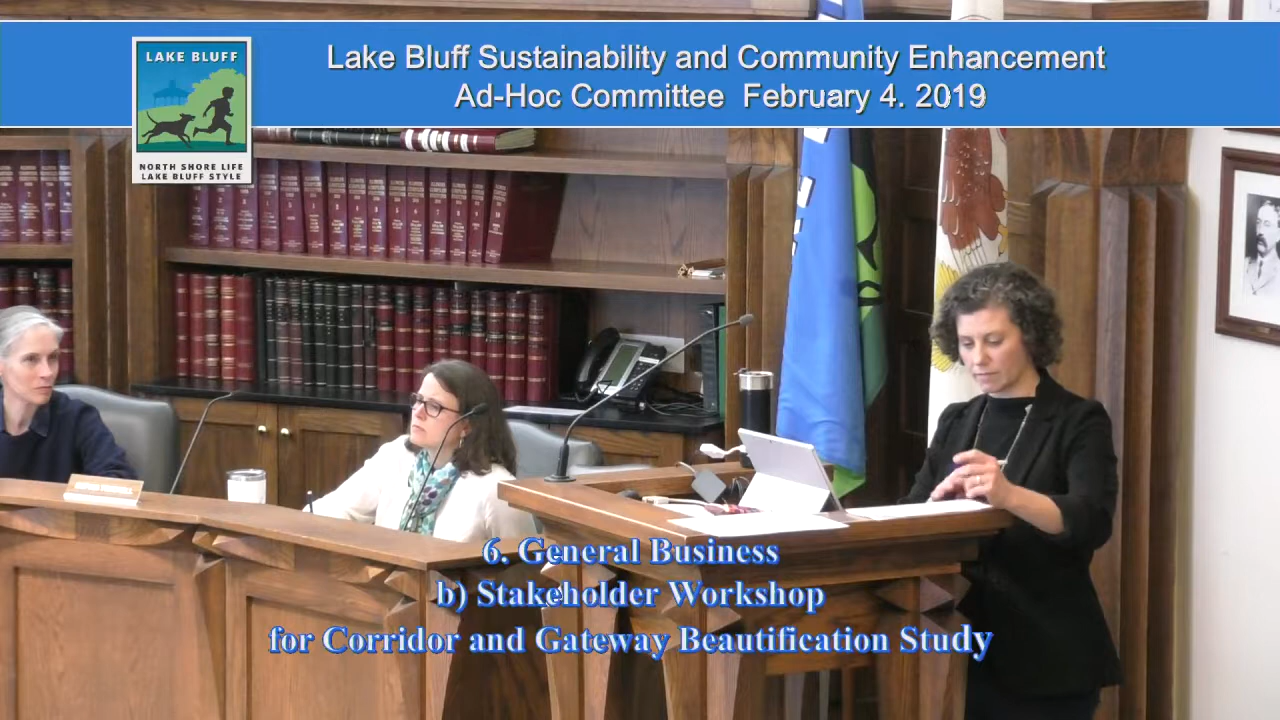 LAKE BLUFF
NORTH SHORE LIFE
LAKE BLUFF STYLE
Lake Bluff Sustainability and Community Enhancement
Ad-Hoc Committee February 4. 2019
6. General Business
b) Stakeholder Workshop
for Corridor and Gateway Beautification Study